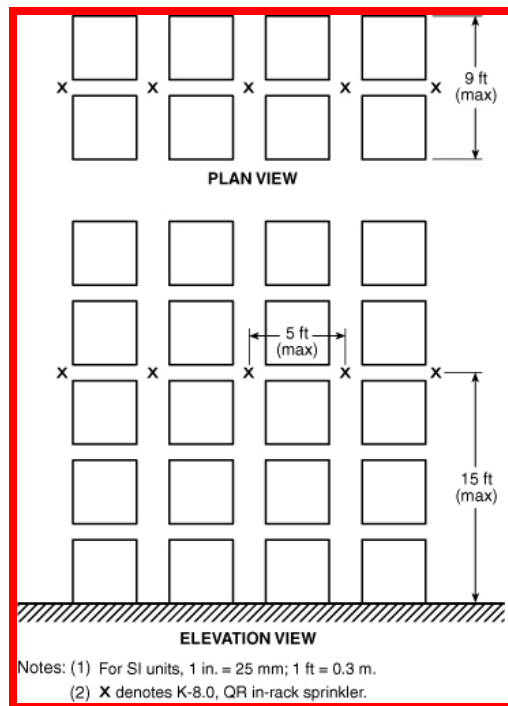 X X X X X
9 ft
(max)
PLAN VIEW
5 ft
(max)
X X X X X
15 ft
(max)
ELEVATION VIEW
Notes: (1) For SI units, 1 in. = 25 mm; 1 ft = 0.3 m.
(2) X denotes K-8.0, QR in-rack sprinkler.